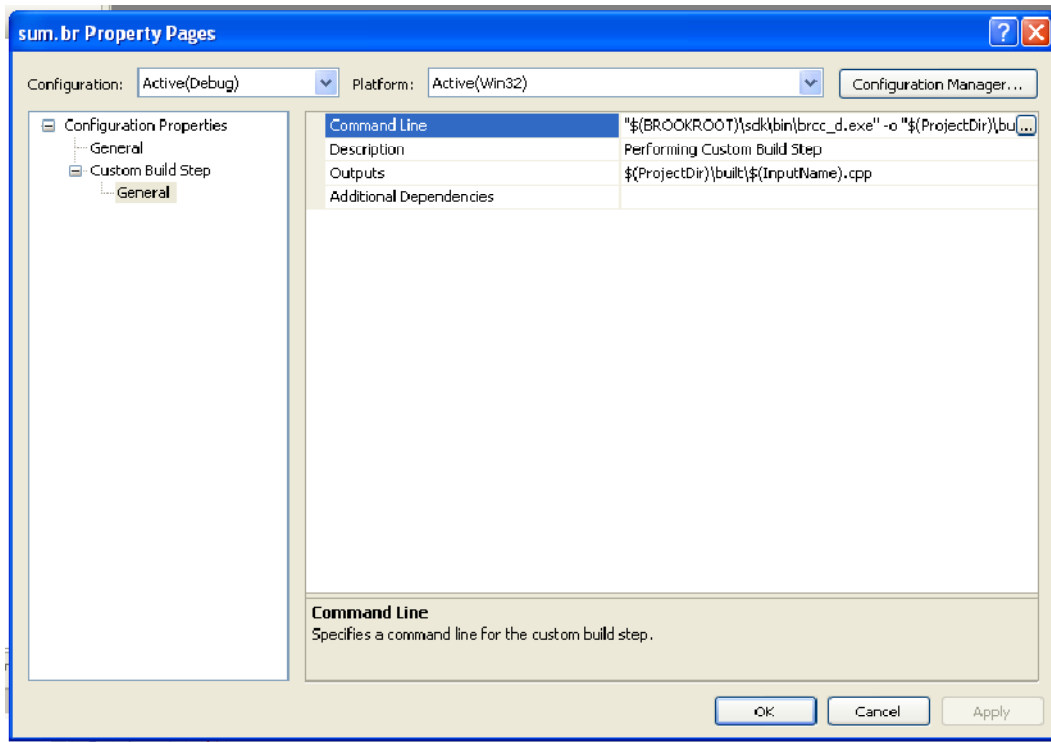 sum.br Property Pages
Configuration: Active(Debug) Platform: Active(Win32) Configuration Manager...
Configuration Properties
General
Custom Build Step
General
Command Line "$(BROOKROOT)\sdk\bin\brcc_d.exe" -o "$(ProjectDir)\bu ...
Description Performing Custom Build Step
Outputs $(ProjectDir)\built\$(InputName).cpp
Additional Dependencies
Command Line
Specifies a command line for the custom build step.
OK Cancel Apply